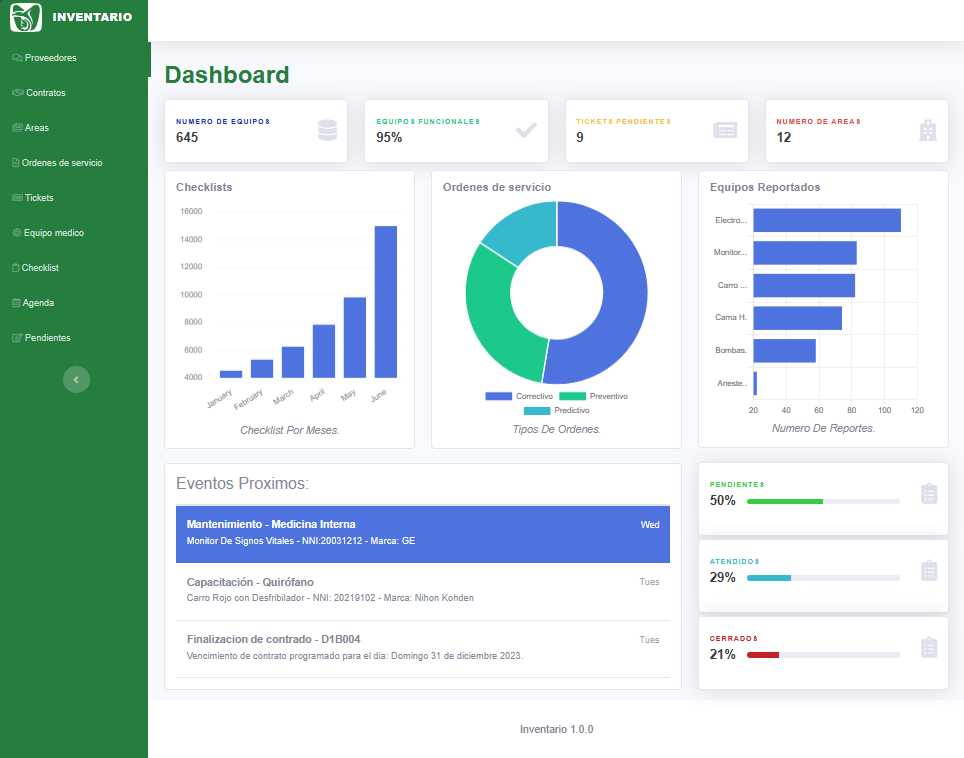 INVENTARIO
Proveedores
Contratos
Areas
Ordenes de servicio
Tickets
Equipo medico
Checklist
Agenda
Pendientes
Dashboard
NUMERO DE EQUIPOS
645
EQUIPOS FUNCIONALES
95%
TICKETS PENDIENTES
9
NUMERO DE AREAS
12
Checklists
16000
14000
12000
10000
8000
6000
4000
January
February
March
April
May
June
Checklist Por Meses.
Ordenes de servicio
Correctivo
Preventivo
Predictivo
Tipos De Ordenes.
Equipos Reportados
Electro...
Monitor...
Carro ...
Cama H.
Bombas.
Aneste..
20 40 60 80 100 120
Numero De Reportes.
Eventos Proximos:
Mantenimiento - Medicina Interna Wed
Monitor De Signos Vitales - NNI:20031212 - Marca: GE
Capacitación - Quirófano Tues
Carro Rojo con Desfribilador - NNI: 20219102 - Marca: Nihon Kohden
Finalizacion de contrado - D1B004 Tues
Vencimiento de contrato programado para el dia: Domingo 31 de diciembre 2023.
PENDIENTES
50%
ATENDIDOS
29%
CERRADOS
21%
Inventario 1.0.0